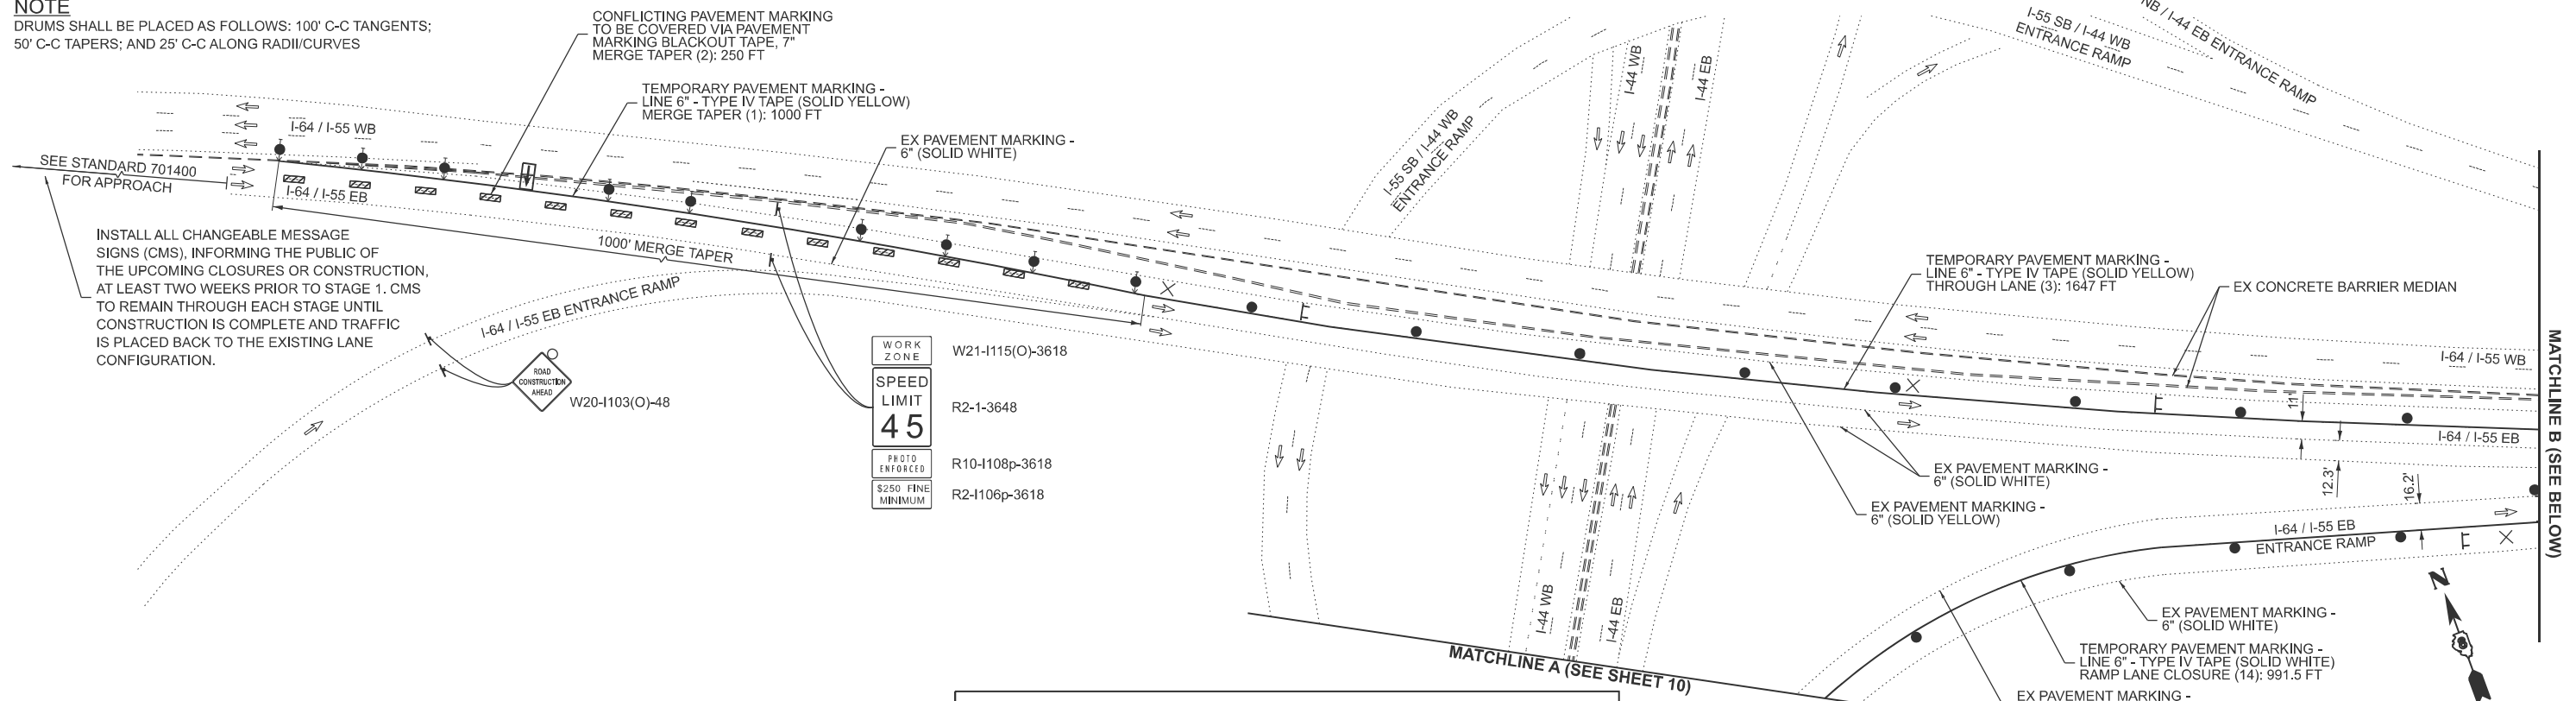 NOTE
DRUMS SHALL BE PLACED AS FOLLOWS: 100' C-C TANGENTS;
50' C-C TAPERS; AND 25' C-C ALONG RADII/CURVES
CONFLICTING PAVEMENT MARKING
TO BE COVERED VIA PAVEMENT
MARKING BLACKOUT TAPE, 7"
MERGE TAPER (2): 250 FT
TEMPORARY PAVEMENT MARKING -
LINE 6" - TYPE IV TAPE (SOLID YELLOW)
MERGE TAPER (1): 1000 FT
EX PAVEMENT MARKING -
6" (SOLID WHITE)
I-64 / I-55 WB
SEE STANDARD 701400
FOR APPROACH
I-64 / I-55 EB
INSTALL ALL CHANGEABLE MESSAGE
SIGNS (CMS), INFORMING THE PUBLIC OF
THE UPCOMING CLOSURES OR CONSTRUCTION,
AT LEAST TWO WEEKS PRIOR TO STAGE 1. CMS
TO REMAIN THROUGH EACH STAGE UNTIL
CONSTRUCTION IS COMPLETE AND TRAFFIC
IS PLACED BACK TO THE EXISTING LANE
CONFIGURATION.
1000' MERGE TAPER
I-64 / I-55 EB ENTRANCE RAMP
ROAD
CONSTRUCTION
AHEAD
W20-I103(O)-48
WORK
ZONE
W21-I115(O)-3618
SPEED
LIMIT
45
R2-1-3648
PHOTO
ENFORCED
R10-I108p-3618
$250 FINE
MINIMUM
R2-I106p-3618
I-55 SB / I-44 WB
ENTRANCE RAMP
I-44 WB
I-44 EB
I-55 SB / I-44 WB
ENTRANCE RAMP
NB / I-44 EB ENTRANCE RAMP
TEMPORARY PAVEMENT MARKING -
LINE 6" - TYPE IV TAPE (SOLID YELLOW)
THROUGH LANE (3): 1647 FT
EX CONCRETE BARRIER MEDIAN
I-64 / I-55 WB
11'
I-64 / I-55 EB
12.3'
16.2'
EX PAVEMENT MARKING -
6" (SOLID WHITE)
EX PAVEMENT MARKING -
6" (SOLID YELLOW)
I-64 / I-55 EB
ENTRANCE RAMP
MATCHLINE B (SEE BELOW)
I-44 WB
I-44 EB
MATCHLINE A (SEE SHEET 10)
N
EX PAVEMENT MARKING -
6" (SOLID WHITE)
TEMPORARY PAVEMENT MARKING -
LINE 6" - TYPE IV TAPE (SOLID WHITE)
RAMP LANE CLOSURE (14): 991.5 FT
EX PAVEMENT MARKING -